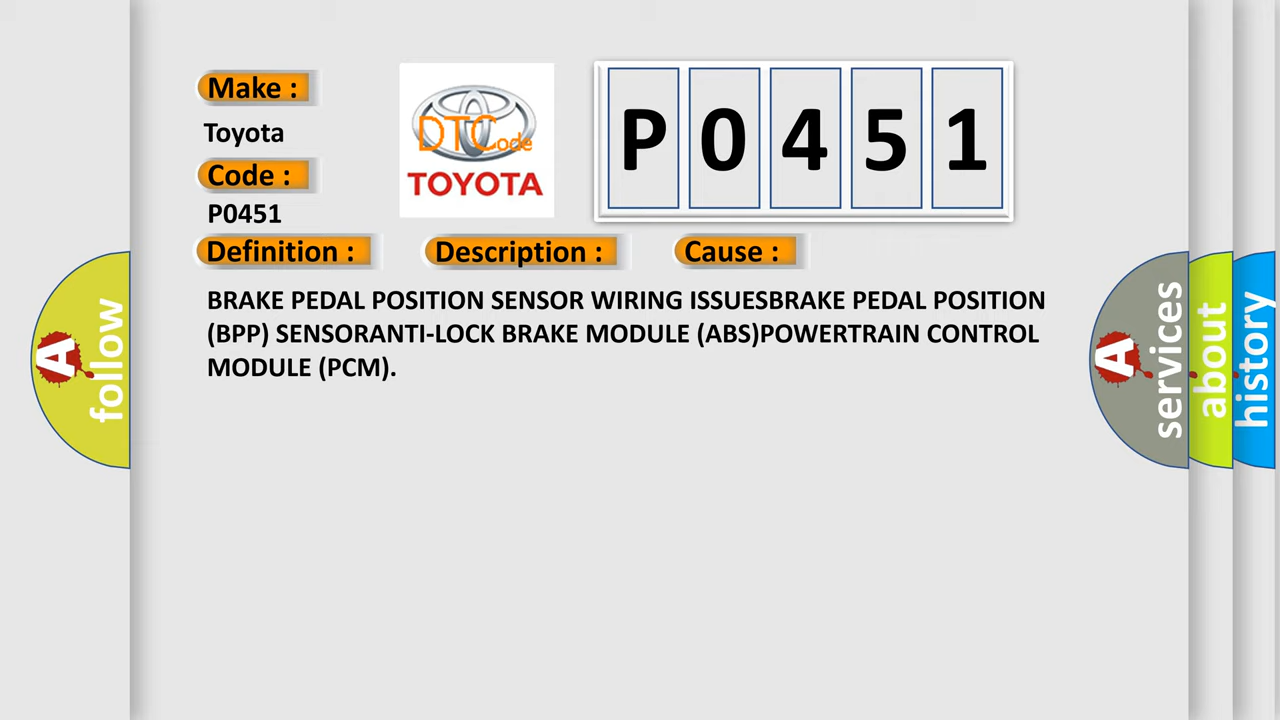 Make :
Toyota
Code :
P0451
DTCode
TOYOTA
P 0 4 5 1
Definition :
Description :
Cause :
BRAKE PEDAL POSITION SENSOR WIRING ISSUESBRAKE PEDAL POSITION
(BPP) SENSORANTI-LOCK BRAKE MODULE (ABS)POWERTRAIN CONTROL
MODULE (PCM).
A
follow
A
services
about
history